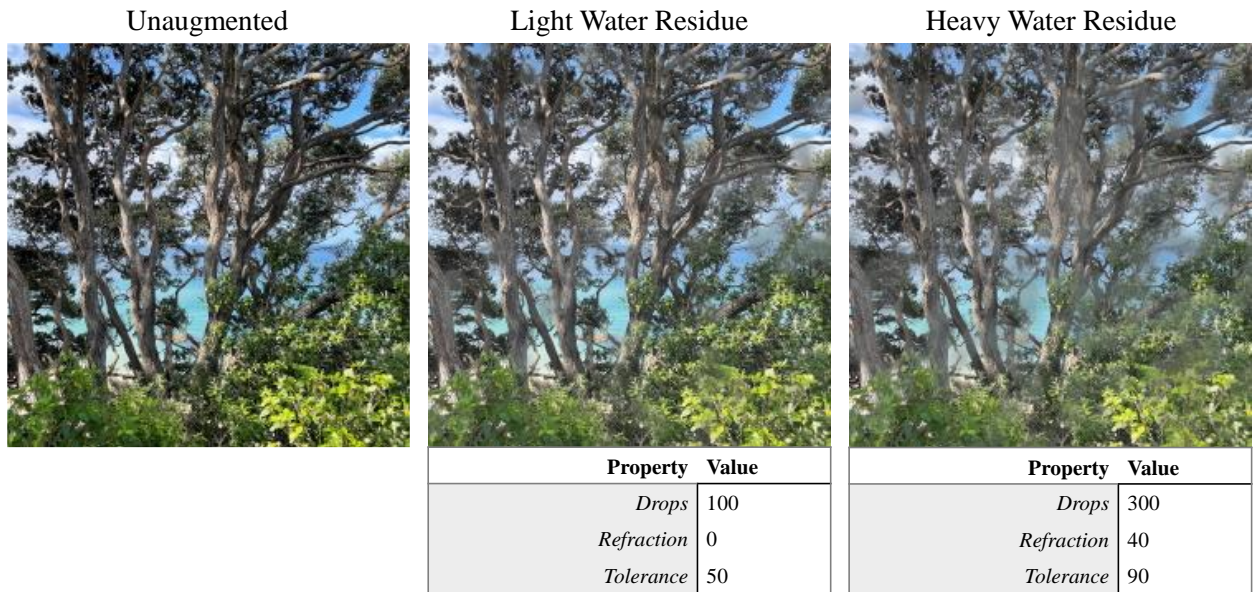 Unaugmented
Light Water Residue
Heavy Water Residue
Property Value
Drops 100
Refraction 0
Tolerance 50
Property Value
Drops 300
Refraction 40
Tolerance 90